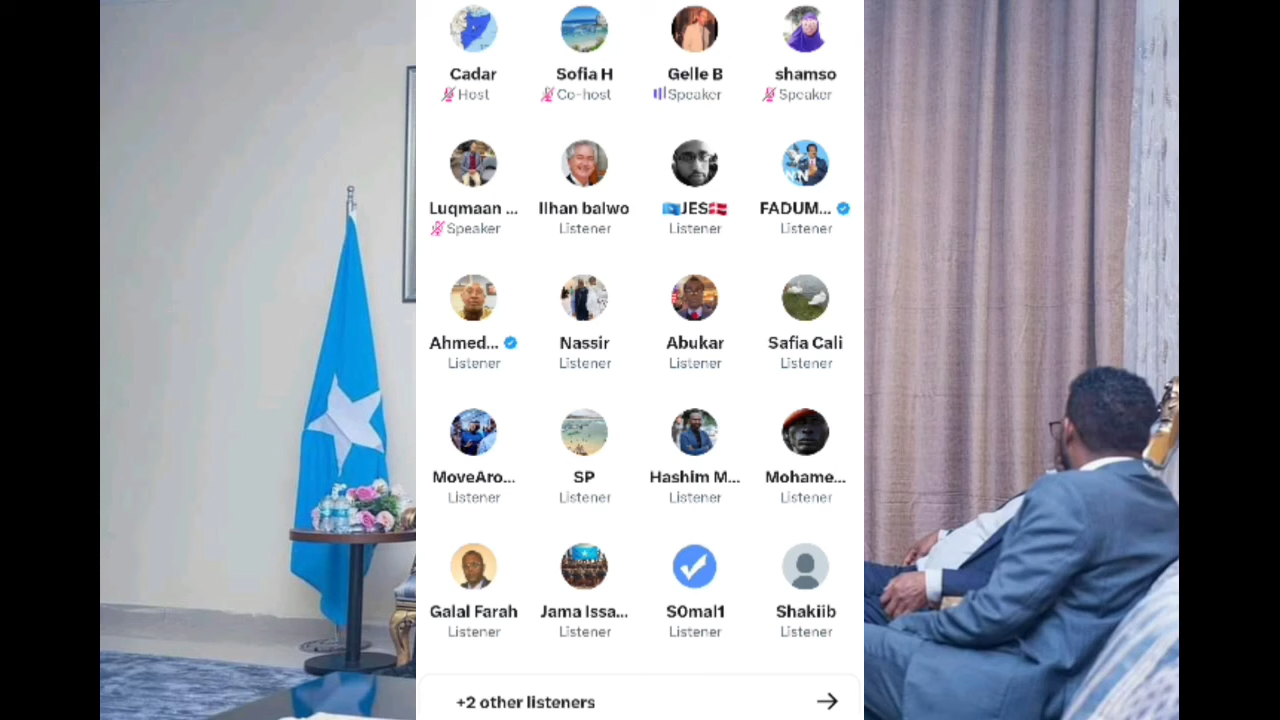 Cadar Sofia H Gelle B shamso
Host Co-host Speaker Speaker
Luqmaan ... Ilhan balwo JES FADUM...
Speaker Listener Listener Listener
Ahmed... Nassir Abukar Safia Cali
Listener Listener Listener Listener
MoveAro... SP Hashim M... Mohame...
Listener Listener Listener Listener
Galal Farah Jama Issa... S0mal1 Shakiib
Listener Listener Listener Listener
+2 other listeners